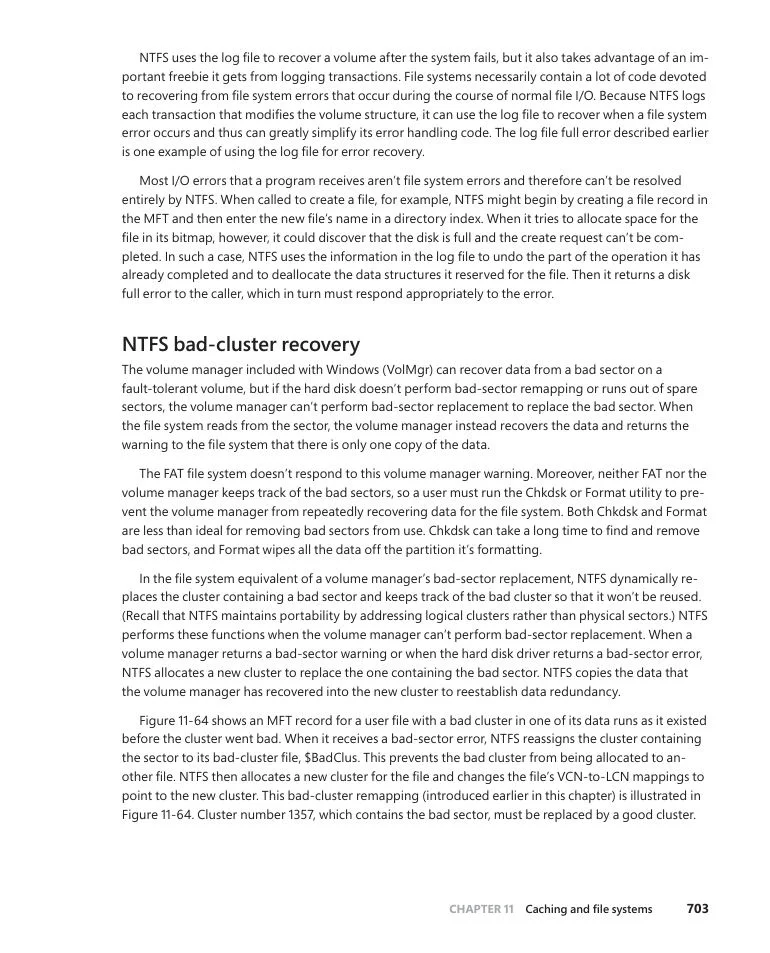 NTFS uses the log file to recover a volume after the system fails, but it also takes advantage of an im-
portant freebie it gets from logging transactions. File systems necessarily contain a lot of code devoted
to recovering from file system errors that occur during the course of normal file I/O. Because NTFS logs
each transaction that modifies the volume structure, it can use the log file to recover when a file system
error occurs and thus can greatly simplify its error handling code. The log file full error described earlier
is one example of using the log file for error recovery.
Most I/O errors that a program receives aren’t file system errors and therefore can’t be resolved
entirely by NTFS. When called to create a file, for example, NTFS might begin by creating a file record in
the MFT and then enter the new file’s name in a directory index. When it tries to allocate space for the
file in its bitmap, however, it could discover that the disk is full and the create request can’t be com-
pleted. In such a case, NTFS uses the information in the log file to undo the part of the operation it has
already completed and to deallocate the data structures it reserved for the file. Then it returns a disk
full error to the caller, which in turn must respond appropriately to the error.
NTFS bad-cluster recovery
The volume manager included with Windows (VolMgr) can recover data from a bad sector on a
fault-tolerant volume, but if the hard disk doesn’t perform bad-sector remapping or runs out of spare
sectors, the volume manager can’t perform bad-sector replacement to replace the bad sector. When
the file system reads from the sector, the volume manager instead recovers the data and returns the
warning to the file system that there is only one copy of the data.
The FAT file system doesn’t respond to this volume manager warning. Moreover, neither FAT nor the
volume manager keeps track of the bad sectors, so a user must run the Chkdsk or Format utility to pre-
vent the volume manager from repeatedly recovering data for the file system. Both Chkdsk and Format
are less than ideal for removing bad sectors from use. Chkdsk can take a long time to find and remove
bad sectors, and Format wipes all the data off the partition it’s formatting.
In the file system equivalent of a volume manager’s bad-sector replacement, NTFS dynamically re-
places the cluster containing a bad sector and keeps track of the bad cluster so that it won’t be reused.
(Recall that NTFS maintains portability by addressing logical clusters rather than physical sectors.) NTFS
performs these functions when the volume manager can’t perform bad-sector replacement. When a
volume manager returns a bad-sector warning or when the hard disk driver returns a bad-sector error,
NTFS allocates a new cluster to replace the one containing the bad sector. NTFS copies the data that
the volume manager has recovered into the new cluster to reestablish data redundancy.
Figure 11-64 shows an MFT record for a user file with a bad cluster in one of its data runs as it existed
before the cluster went bad. When it receives a bad-sector error, NTFS reassigns the cluster containing
the sector to its bad-cluster file, $BadClus. This prevents the bad cluster from being allocated to an-
other file. NTFS then allocates a new cluster for the file and changes the file’s VCN-to-LCN mappings to
point to the new cluster. This bad-cluster remapping (introduced earlier in this chapter) is illustrated in
Figure 11-64. Cluster number 1357, which contains the bad sector, must be replaced by a good cluster.
CHAPTER 11 Caching and file systems 703